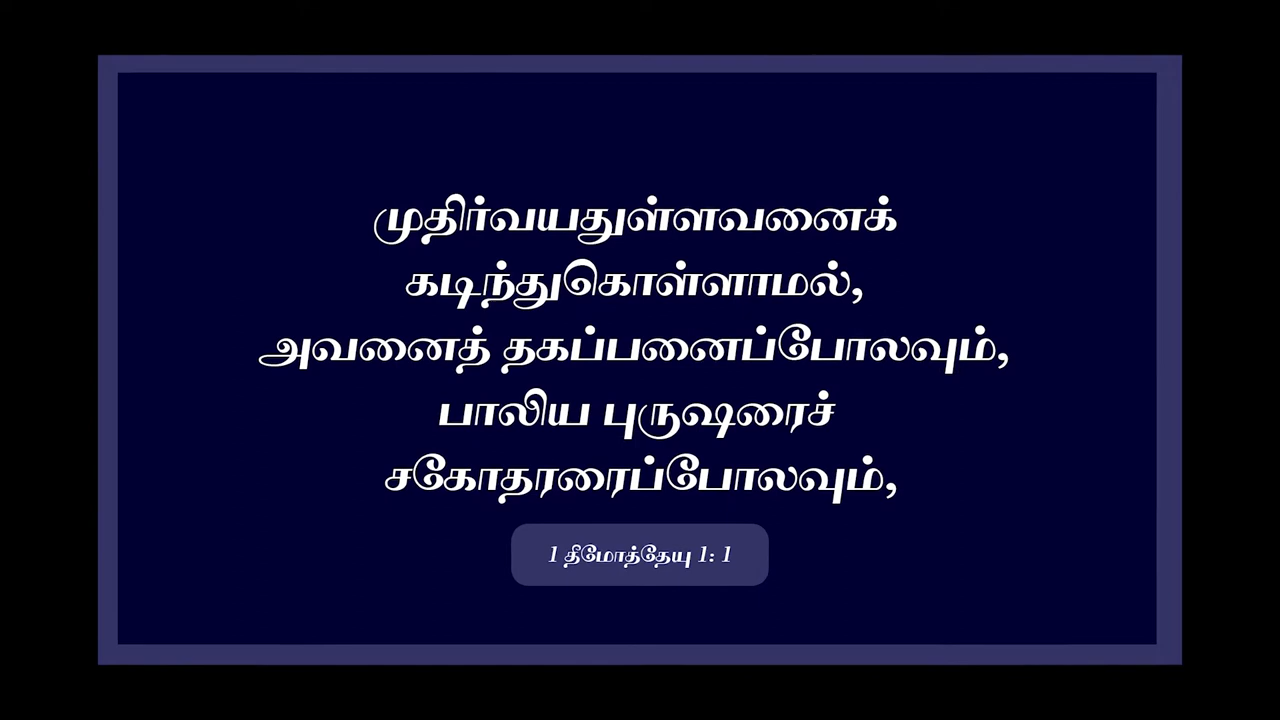 முதிர்வயதுள்ளவனைக்
கடிந்துகொள்ளாமல்,
அவனைத் தகப்பனைப்போலவும்,
பாலிய புருஷரைச்
சகோதரரைப்போலவும்,
1 தீமோத்தேயு 1: 1